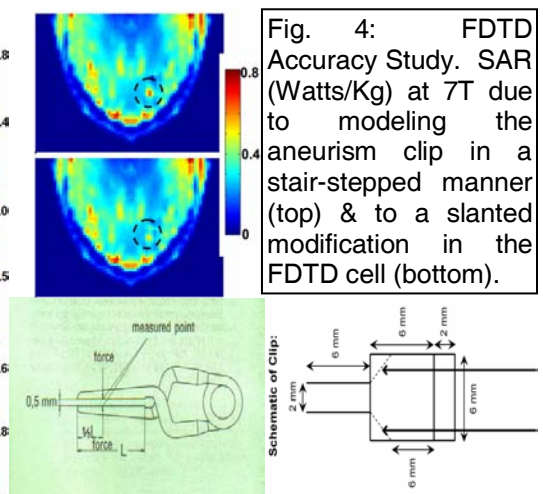 Fig. 4: FDTD
Accuracy Study. SAR
(Watts/Kg) at 7T due
to modeling the
aneurism clip in a
stair-stepped manner
(top) & to a slanted
modification in the
FDTD cell (bottom).
0.8
0.4
0
measured point
force
0,5 mm
½L
force
L
Schematic of Clip:
6 mm
2 mm
6 mm
2 mm
6 mm
6 mm